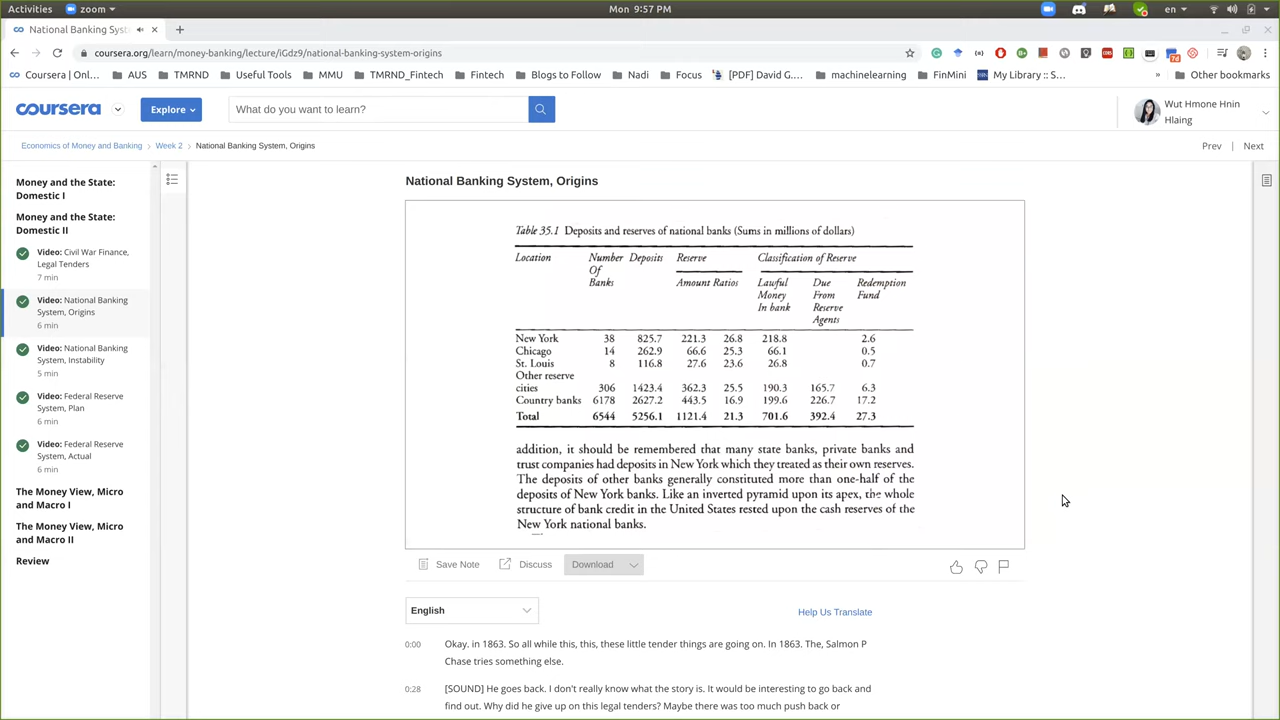 Activities zoom Mon 9:57 PM en
National Banking Syst
coursera.org/learn/money-banking/lecture/iGdz9/national-banking-system-origins
Coursera | Onl... AUS TMRND Useful Tools MMU TMRND_Fintech Fintech Blogs to Follow Nadi Focus [PDF] David G.... machinelearning FinMini My Library :: S... » Other bookmarks
coursera Explore What do you want to learn? Wut Hmone Hnin
Hlaing
Economics of Money and Banking > Week 2 > National Banking System, Origins Prev | Next
Money and the State:
Domestic I
Money and the State:
Domestic II
Video: Civil War Finance,
Legal Tenders
7 min
Video: National Banking
System, Origins
6 min
Video: National Banking
System, Instability
5 min
Video: Federal Reserve
System, Plan
6 min
Video: Federal Reserve
System, Actual
6 min
The Money View, Micro
and Macro I
The Money View, Micro
and Macro II
Review
National Banking System, Origins
Table 35.1 Deposits and reserves of national banks (Sums in millions of dollars)
Location Number Deposits Reserve Classification of Reserve
Of
Banks Amount Ratios Lawful Due Redemption
Money From Fund
In bank Reserve
Agents
New York 38 825.7 221.3 26.8 218.8 2.6
Chicago 14 262.9 66.6 25.3 66.1 0.5
St. Louis 8 116.8 27.6 23.6 26.8 0.7
Other reserve
cities 306 1423.4 362.3 25.5 190.3 165.7 6.3
Country banks 6178 2627.2 443.5 16.9 199.6 226.7 17.2
Total 6544 5256.1 1121.4 21.3 701.6 392.4 27.3
addition, it should be remembered that many state banks, private banks and
trust companies had deposits in New York which they treated as their own reserves.
The deposits of other banks generally constituted more than one-half of the
deposits of New York banks. Like an inverted pyramid upon its apex, the whole
structure of bank credit in the United States rested upon the cash reserves of the
New York national banks.
Save Note Discuss Download
English Help Us Translate
0:00 Okay. in 1863. So all while this, this, these little tender things are going on. In 1863. The, Salmon P
Chase tries something else.
0:28 [SOUND] He goes back. I don't really know what the story is. It would be interesting to go back and
find out. Why did he give up on this legal tenders? Maybe there was too much push back or